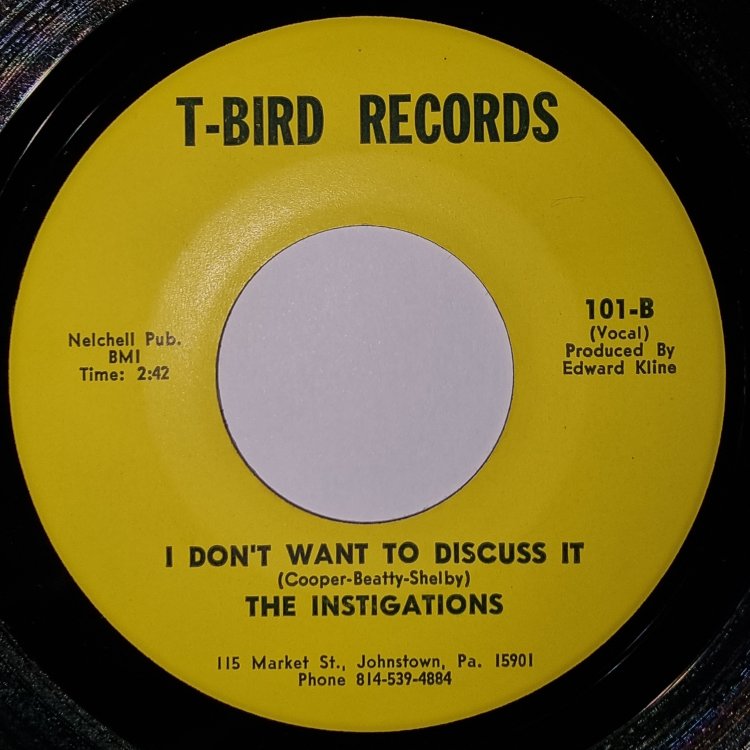 T-BIRD RECORDS
Nelchell Pub.
BMI
Time: 2:42
101-B
(Vocal)
Produced By
Edward Kline
I DON'T WANT TO DISCUSS IT
(Cooper-Beatty-Shelby)
THE INSTIGATIONS
115 Market St., Johnstown, Pa. 15901
Phone 814-539-4884